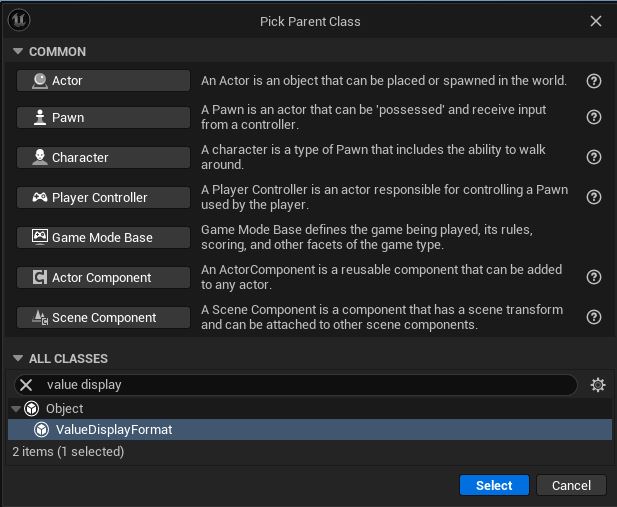 Pick Parent Class
COMMON
Actor
An Actor is an object that can be placed or spawned in the world.
Pawn
A Pawn is an actor that can be 'possessed' and receive input
from a controller.
Character
A character is a type of Pawn that includes the ability to walk
around.
Player Controller
A Player Controller is an actor responsible for controlling a Pawn
used by the player.
Game Mode Base
Game Mode Base defines the game being played, its rules,
scoring, and other facets of the game type.
Actor Component
An ActorComponent is a reusable component that can be added
to any actor.
Scene Component
A Scene Component is a component that has a scene transform
and can be attached to other scene components.
ALL CLASSES
value display
Object
ValueDisplayFormat
2 items (1 selected)
Select
Cancel